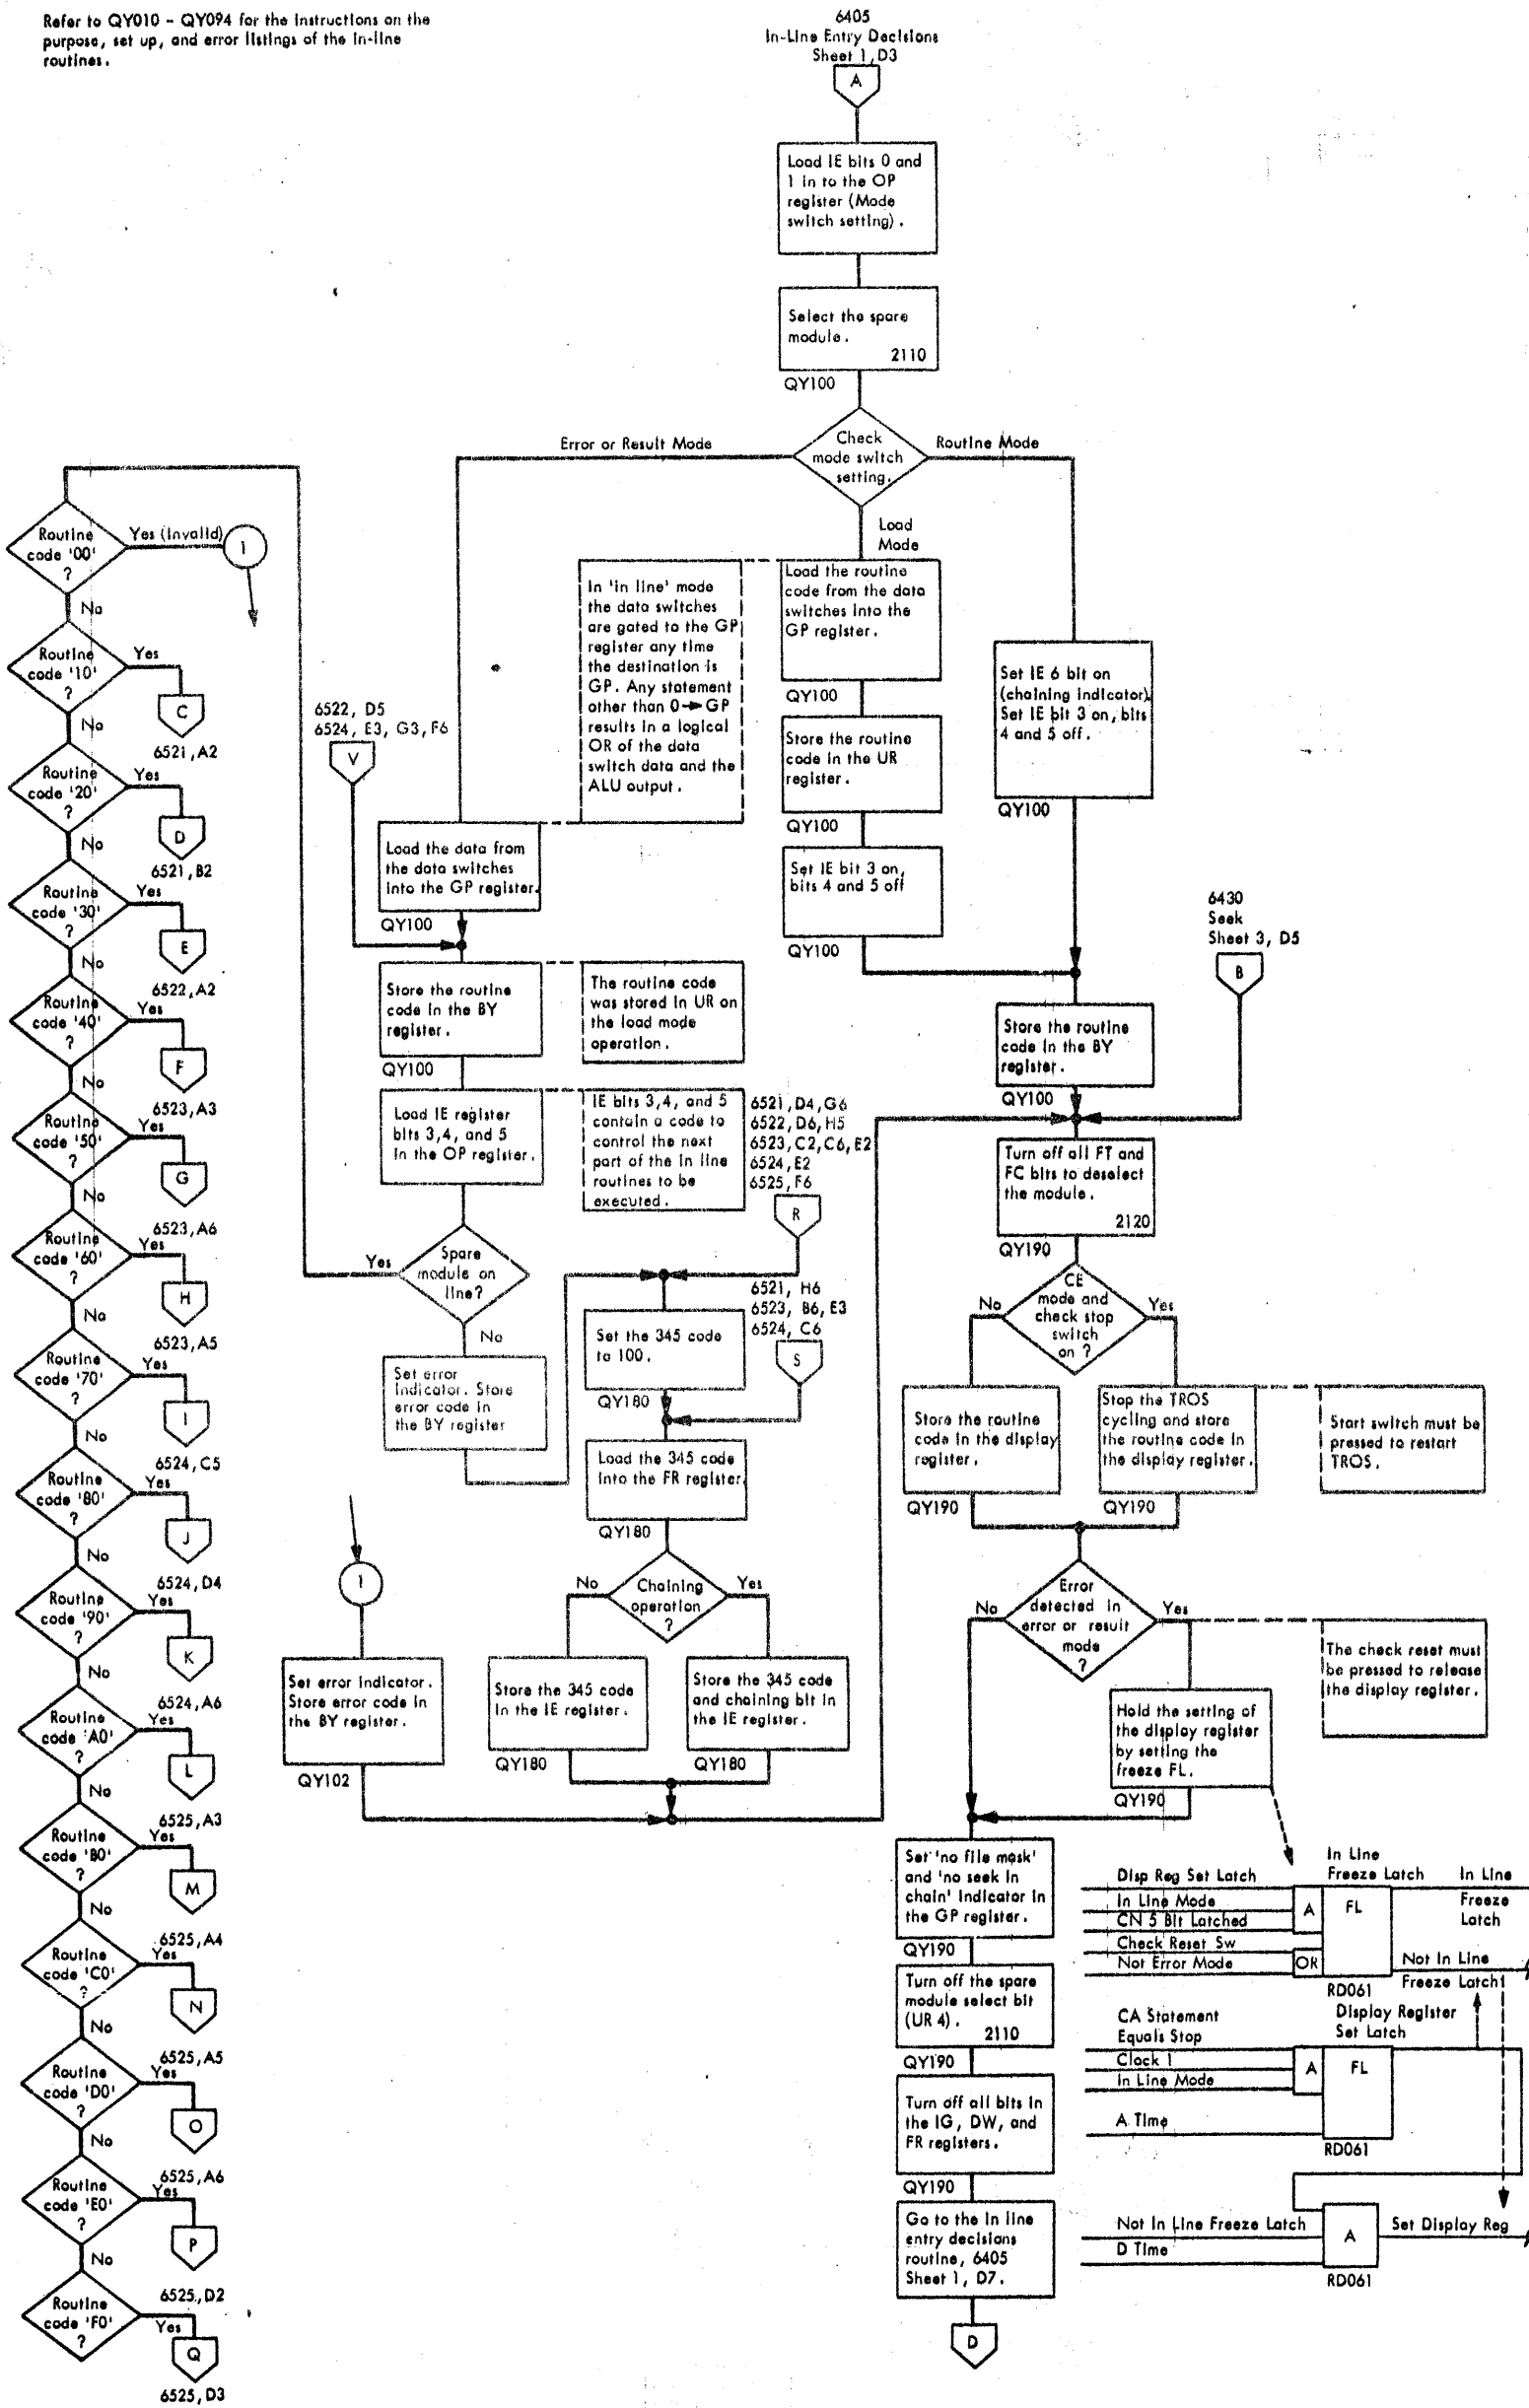 Refer to QY010 - QY094 for the instructions on the
purpose, set up, and error listings of the in-line
routines.
6405
In-Line Entry Decisions
Sheet 1, D3
A
Load IE bits 0 and
1 in to the OP
register (Mode
switch setting).
Select the spare
module.
2110
QY100
Check
mode switch
setting.
Error or Result Mode
Routine Mode
Load
Mode
Routine
code '00'
?
Yes (Invalid)
1
No
Routine
code '10'
?
Yes
C
6521, A2
No
Routine
code '20'
?
Yes
D
6521, B2
No
Routine
code '30'
?
Yes
E
6522, A2
No
Routine
code '40'
?
Yes
F
6523, A3
No
Routine
code '50'
?
Yes
G
6523, A6
No
Routine
code '60'
?
Yes
H
6523, A5
No
Routine
code '70'
?
Yes
I
6524, C5
No
Routine
code '80'
?
Yes
J
6524, D4
No
Routine
code '90'
?
Yes
K
6524, A6
No
Routine
code 'A0'
?
Yes
L
6525, A3
No
Routine
code 'B0'
?
Yes
M
6525, A4
No
Routine
code 'C0'
?
Yes
N
6525, A5
No
Routine
code 'D0'
?
Yes
O
6525, A6
No
Routine
code 'E0'
?
Yes
P
6525, D2
No
Routine
code 'F0'
?
Yes
Q
6525, D3
6522, D5
6524, E3, G3, F6
V
In 'in line' mode
the data switches
are gated to the GP
register any time
the destination is
GP. Any statement
other than 0→GP
results in a logical
OR of the data
switch data and the
ALU output.
Load the data from
the data switches
into the GP register.
QY100
Store the routine
code in the BY
register.
QY100
The routine code
was stored in UR on
the load mode
operation.
Load IE register
bits 3,4, and 5
in the OP register.
IE bits 3,4, and 5
contain a code to
control the next
part of the in line
routines to be
executed.
Spare
module on
line?
Yes
No
Set error
indicator. Store
error code in
the BY register
1
Set error indicator.
Store error code in
the BY register.
QY102
6521, D4, G6
6522, D6, H5
6523, C2, C6, E2
6524, E2
6525, F6
R
Set the 345 code
to 100.
QY180
6521, H6
6523, B6, E3
6524, C6
S
Load the 345 code
into the FR register.
QY180
Chaining
operation
?
No
Yes
Store the 345 code
in the IE register.
QY180
Store the 345 code
and chaining bit in
the IE register.
QY180
Load the routine
code from the data
switches into the
GP register.
QY100
Store the routine
code in the UR
register.
QY100
Set IE bit 3 on,
bits 4 and 5 off
QY100
Set IE 6 bit on
(chaining indicator).
Set IE bit 3 on, bits
4 and 5 off.
QY100
Store the routine
code in the BY
register.
QY100
6430
Seek
Sheet 3, D5
B
Turn off all FT and
FC bits to deselect
the module.
2120
QY190
CE
mode and
check stop
switch
on ?
No
Yes
Store the routine
code in the display
register.
QY190
Stop the TROS
cycling and store
the routine code in
the display register.
QY190
Start switch must be
pressed to restart
TROS.
Error
detected in
error or result
mode
?
No
Yes
The check reset must
be pressed to release
the display register.
Hold the setting of
the display register
by setting the
freeze FL.
QY190
Set 'no file mask'
and 'no seek in
chain' indicator in
the GP register.
QY190
Turn off the spare
module select bit
(UR 4).
2110
QY190
Turn off all bits in
the IG, DW, and
FR registers.
QY190
Go to the in line
entry decisions
routine, 6405
Sheet 1, D7.
D
Disp Reg Set Latch
In Line Mode
CN 5 Bit Latched
Check Reset Sw
Not Error Mode
A
OR
FL
In Line
Freeze Latch
In Line
Freeze
Latch
Not In Line
Freeze Latch
RD061
CA Statement
Equals Stop
Clock 1
In Line Mode
A Time
A
FL
Display Register
Set Latch
RD061
Not In Line Freeze Latch
D Time
A
Set Display Reg
RD061